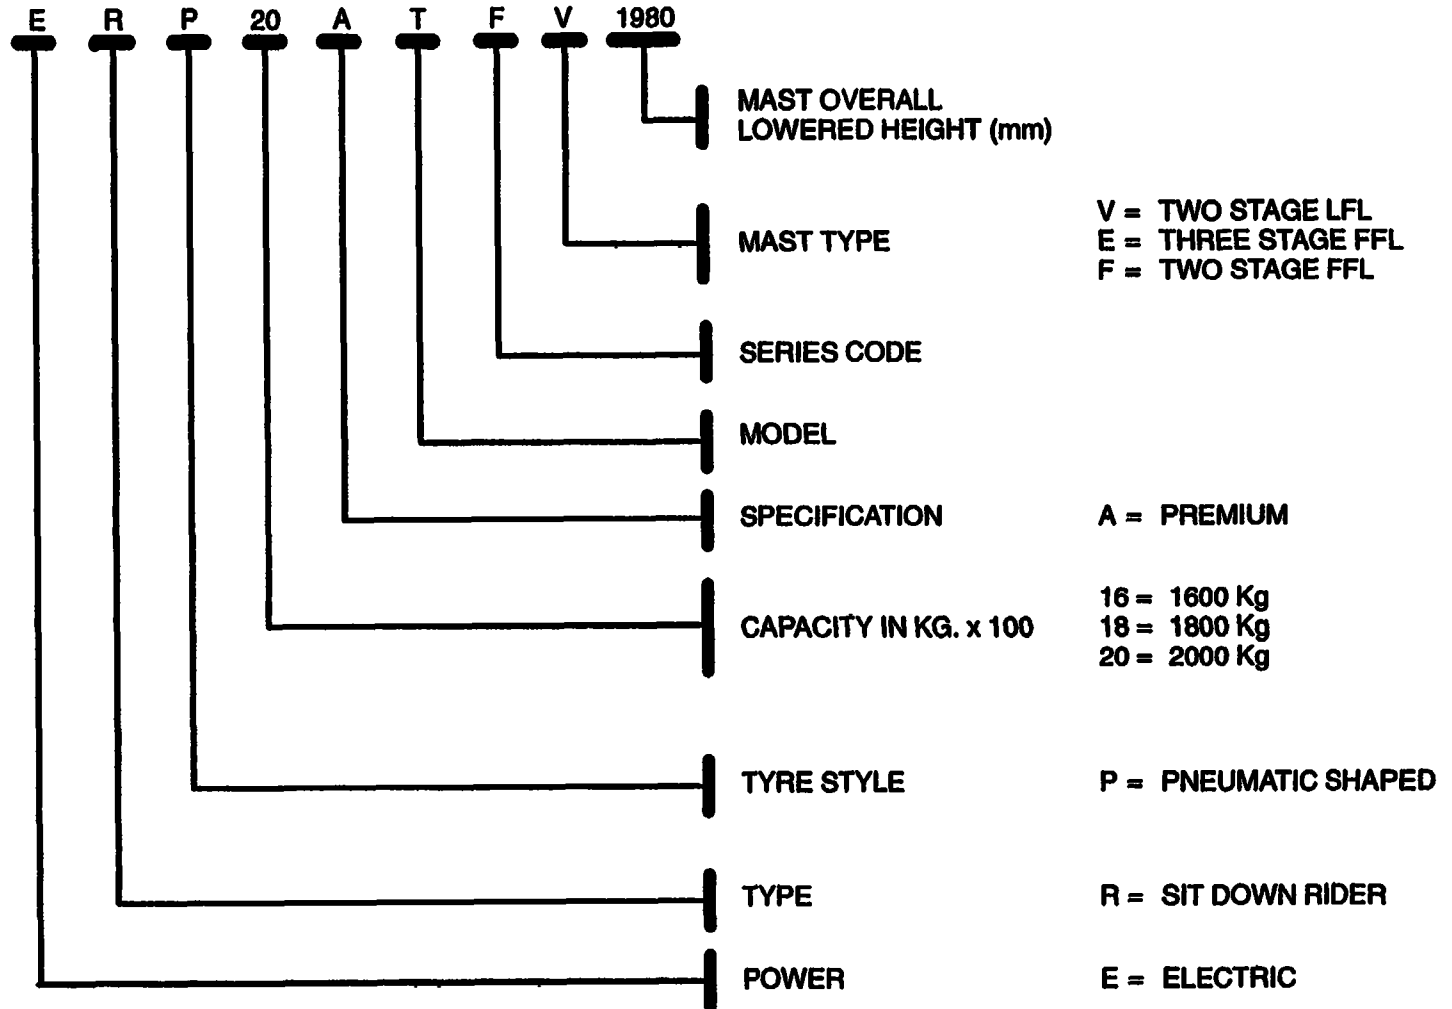 E R P 20 A T F V 1980
MAST OVERALL
LOWERED HEIGHT (mm)
MAST TYPE
V = TWO STAGE LFL
E = THREE STAGE FFL
F = TWO STAGE FFL
SERIES CODE
MODEL
SPECIFICATION A = PREMIUM
CAPACITY IN KG. x 100
16 = 1600 Kg
18 = 1800 Kg
20 = 2000 Kg
TYRE STYLE P = PNEUMATIC SHAPED
TYPE R = SIT DOWN RIDER
POWER E = ELECTRIC